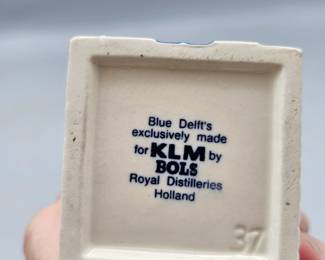 Blue Delft's
exclusively made
for KLM by
BOLS
Royal Distilleries
Holland
37